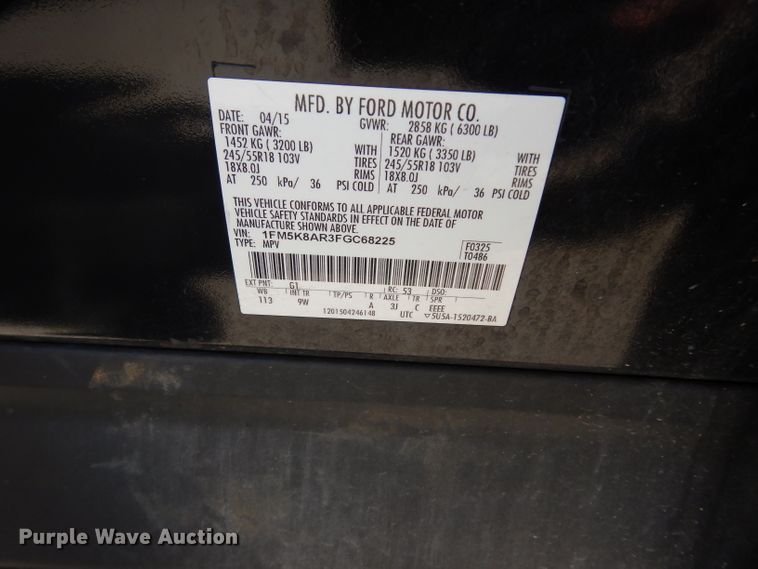 MFD. BY FORD MOTOR CO.
DATE: 04/15 GVWR: 2858 KG ( 6300 LB)
FRONT GAWR: REAR GAWR:
1452 KG ( 3200 LB) WITH 1520 KG ( 3350 LB) WITH
245/55R18 103V TIRES 245/55R18 103V TIRES
18X8.0J RIMS 18X8.0J RIMS
AT 250 kPa/ 36 PSI COLD AT 250 kPa/ 36 PSI COLD
THIS VEHICLE CONFORMS TO ALL APPLICABLE FEDERAL MOTOR
VEHICLE SAFETY STANDARDS IN EFFECT ON THE DATE OF
MANUFACTURE SHOWN ABOVE.
VIN: 1FM5K8AR3FGC68225 F0325
TYPE: MPV T0486
EXT PNT: G1 RC: 53 DSO:
WB INT TR TP/PS R AXLE TR SPR
113 9W A 3J C EEEE
1201504246148 UTC ▽5U5A-1520472-BA
Purple Wave Auction